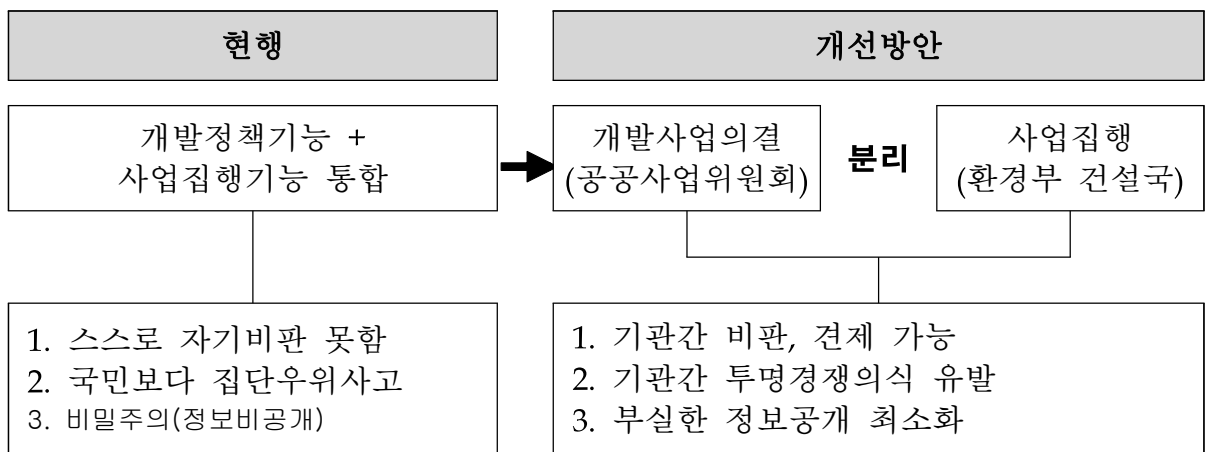 현행
개발정책기능 +
사업집행기능 통합
1. 스스로 자기비판 못함
2. 국민보다 집단우위사고
3. 비밀주의(정보비공개)
개선방안
개발사업의결
(공공사업위원회)
분리
사업집행
(환경부 건설국)
1. 기관간 비판, 견제 가능
2. 기관간 투명경쟁의식 유발
3. 부실한 정보공개 최소화